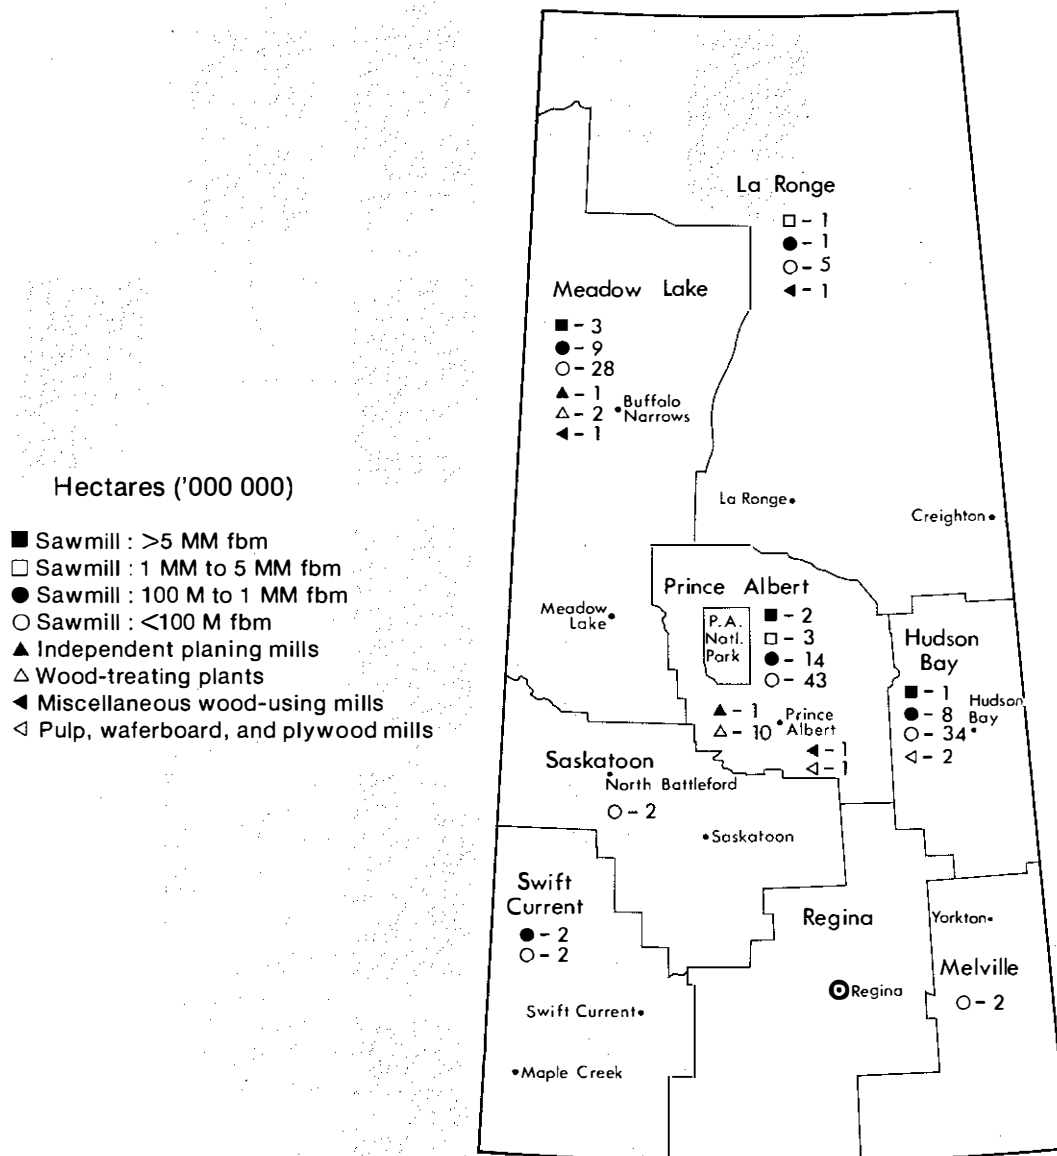 La Ronge
□ - 1
● - 1
○ - 5
◀ - 1
Meadow Lake
■ - 3
● - 9
○ - 28
▲ - 1
△ - 2
◀ - 1
Buffalo
Narrows
Hectares ('000 000)
■ Sawmill : >5 MM fbm
□ Sawmill : 1 MM to 5 MM fbm
● Sawmill : 100 M to 1 MM fbm
○ Sawmill : <100 M fbm
▲ Independent planing mills
△ Wood-treating plants
◀ Miscellaneous wood-using mills
◁ Pulp, waferboard, and plywood mills
La Ronge
Creighton
Meadow
Lake
Prince Albert
P.A.
Natl.
Park
■ - 2
□ - 3
● - 14
○ - 43
▲ - 1
△ - 10
Prince
Albert
◀ - 1
◁ - 1
Hudson
Bay
■ - 1
● - 8
○ - 34
◁ - 2
Hudson
Bay
Saskatoon
North Battleford
○ - 2
Saskatoon
Swift
Current
● - 2
○ - 2
Swift Current
Maple Creek
Regina
Regina
Yorkton
Melville
○ - 2